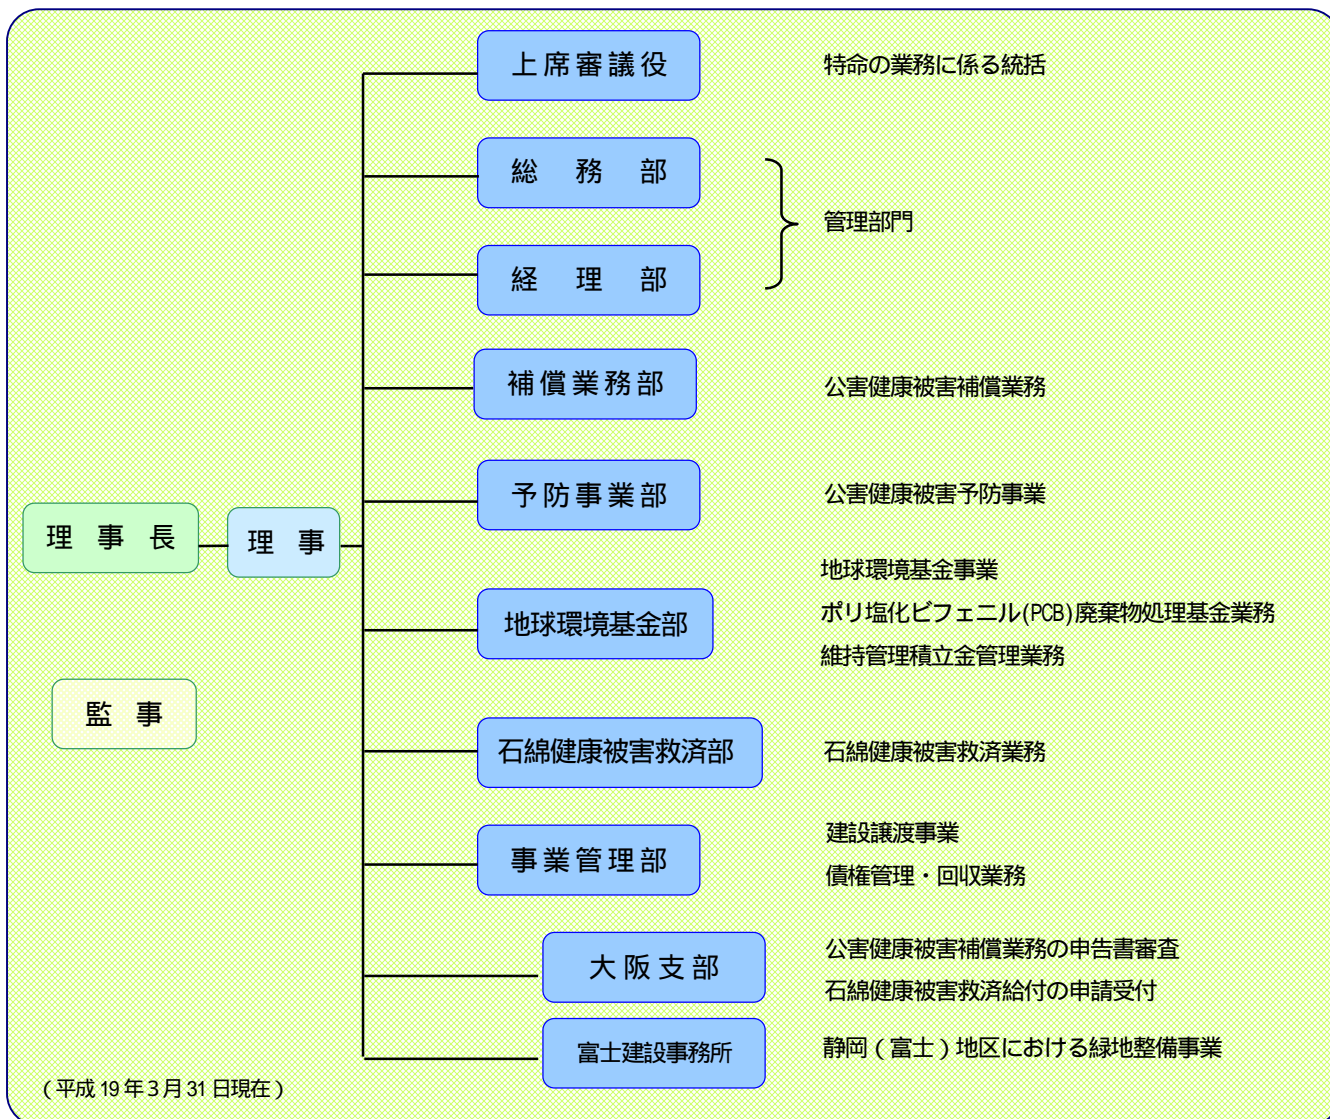 上席審議役
特命の業務に係る統括
総務部
管理部門
経理部
補償業務部
公害健康被害補償業務
予防事業部
公害健康被害予防事業
理事長
理事
地球環境基金部
地球環境基金事業
ポリ塩化ビフェニル(PCB)廃棄物処理基金業務
維持管理積立金管理業務
監事
石綿健康被害救済部
石綿健康被害救済業務
事業管理部
建設譲渡事業
債権管理・回収業務
大阪支部
公害健康被害補償業務の申告書審査
石綿健康被害救済給付の申請受付
富士建設事務所
静岡(富士)地区における緑地整備事業
(平成19年3月31日現在)